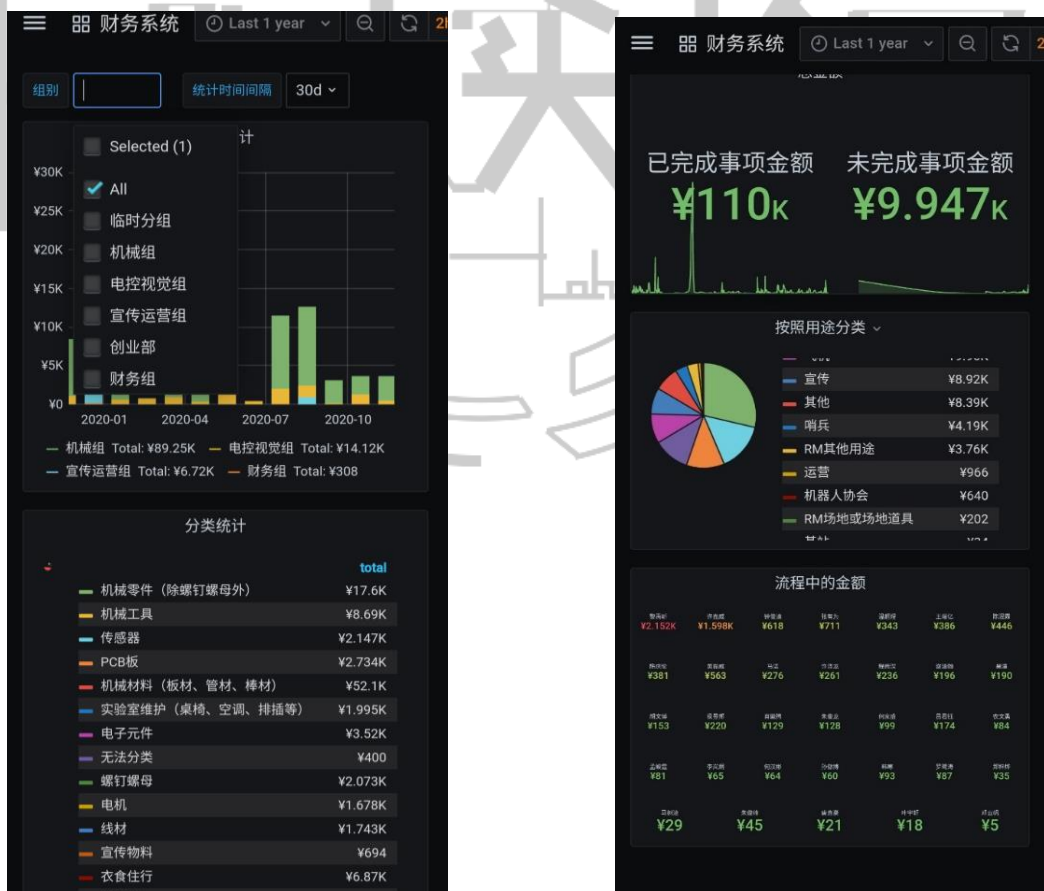 财务系统 Last 1 year 2h
组别 统计时间间隔 30d
计
Selected (1)
All
临时分组
机械组
电控视觉组
宣传运营组
创业部
财务组
¥30K
¥25K
¥20K
¥15K
¥10K
¥5K
¥0
2020-01 2020-04 2020-07 2020-10
机械组 Total: ¥89.25K 电控视觉组 Total: ¥14.12K
宣传运营组 Total: ¥6.72K 财务组 Total: ¥308
分类统计
total
机械零件（除螺钉螺母外） ¥17.6K
机械工具 ¥8.69K
传感器 ¥2.147K
PCB板 ¥2.734K
机械材料（板材、管材、棒材） ¥52.1K
实验室维护（桌椅、空调、排插等） ¥1.995K
电子元件 ¥3.52K
无法分类 ¥400
螺钉螺母 ¥2.073K
电机 ¥1.678K
线材 ¥1.743K
宣传物料 ¥694
衣食住行 ¥6.87K
财务系统 Last 1 year 2
总金额
已完成事项金额 未完成事项金额
¥110K ¥9.947K
按照用途分类
宣传 ¥8.92K
其他 ¥8.39K
哨兵 ¥4.19K
RM其他用途 ¥3.76K
运营 ¥966
机器人协会 ¥640
RM场地或场地道具 ¥202
流程中的金额
¥2.152K ¥1.598K ¥618 ¥711 ¥343 ¥386 ¥446
¥381 ¥563 ¥276 ¥261 ¥236 ¥196 ¥190
¥153 ¥220 ¥129 ¥128 ¥99 ¥174 ¥84
¥81 ¥65 ¥64 ¥60 ¥93 ¥87 ¥35
¥29 ¥45 ¥21 ¥18 ¥5